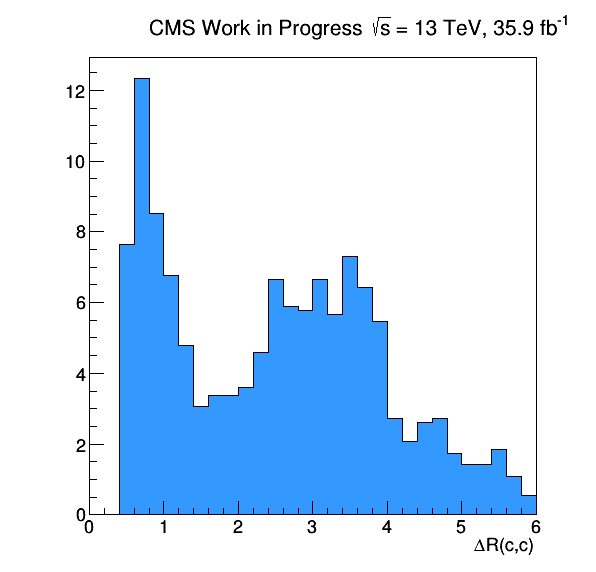 CMS Work in Progress √s = 13 TeV, 35.9 fb⁻¹
12
10
8
6
4
2
0
0 1 2 3 4 5 6
ΔR(c,c)